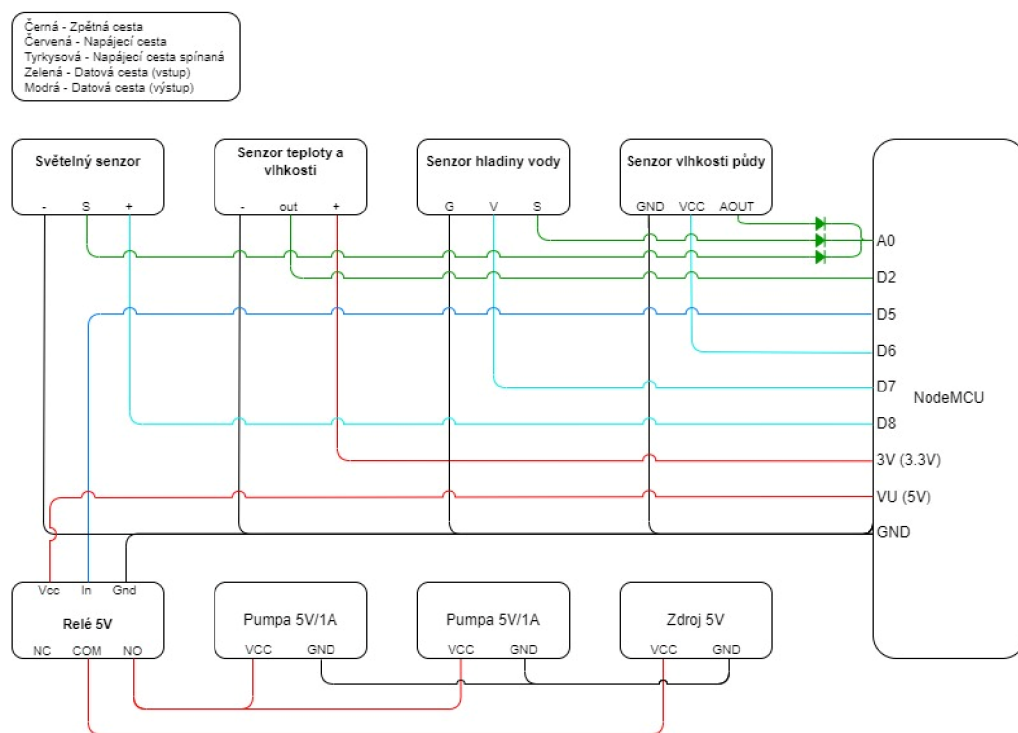 Černá - Zpětná cesta
Červená - Napájecí cesta
Tyrkysová - Napájecí cesta spínaná
Zelená - Datová cesta (vstup)
Modrá - Datová cesta (výstup)
Světelný senzor
- S +
Senzor teploty a
vlhkosti
- out +
Senzor hladiny vody
G V S
Senzor vlhkosti půdy
GND VCC AOUT
A0
D2
D5
D6
D7
D8
3V (3.3V)
VU (5V)
GND
NodeMCU
Vcc In Gnd
Relé 5V
NC COM NO
Pumpa 5V/1A
VCC GND
Pumpa 5V/1A
VCC GND
Zdroj 5V
VCC GND